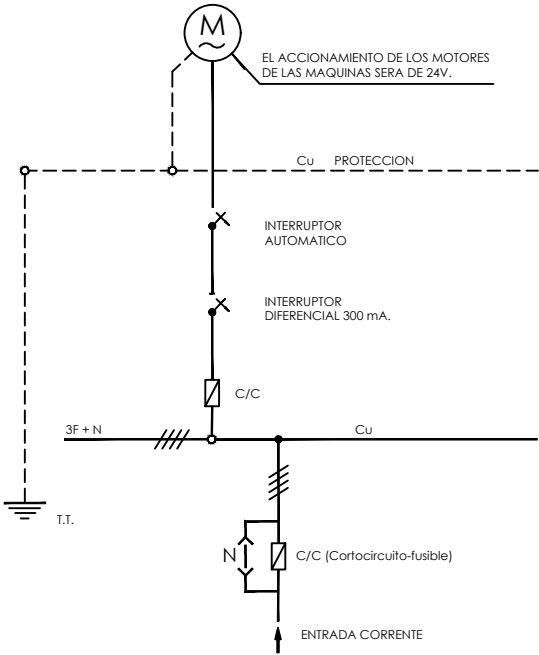 M
EL ACCIONAMIENTO DE LOS MOTORES
DE LAS MAQUINAS SERA DE 24V.
Cu PROTECCION
INTERRUPTOR
AUTOMATICO
INTERRUPTOR
DIFERENCIAL 300 mA.
C/C
3F + N
Cu
T.T.
N
C/C (Cortocircuito-fusible)
ENTRADA CORRENTE